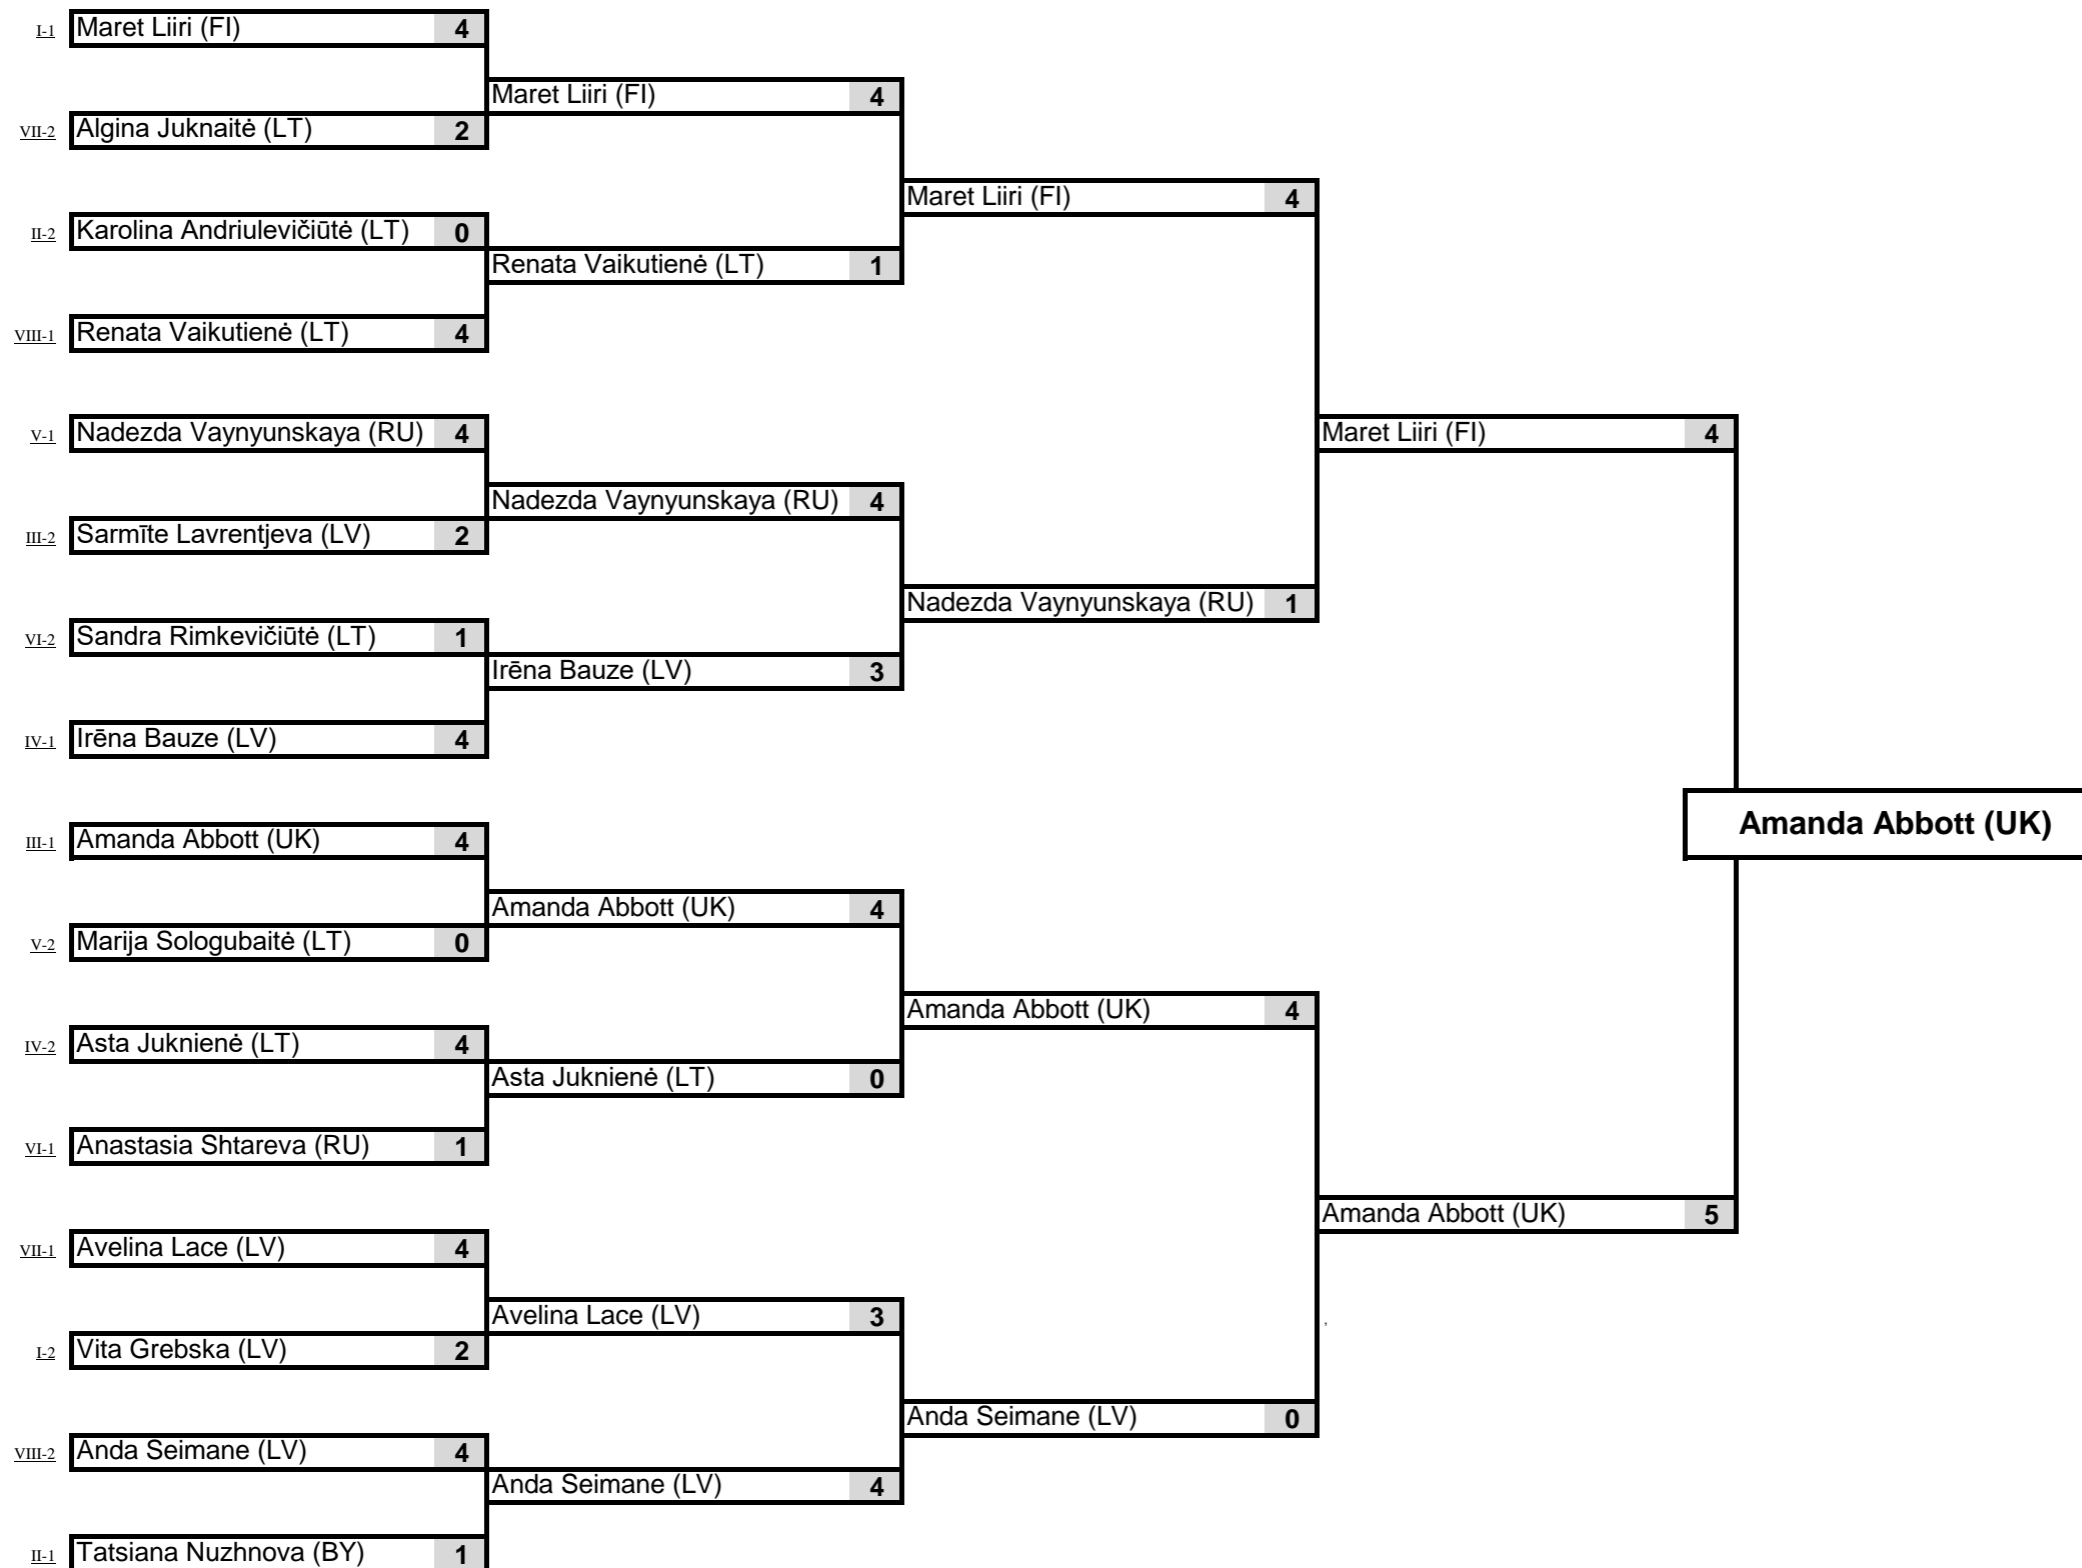 I-1 Maret Liiri (FI) 4
Maret Liiri (FI) 4
VII-2 Algina Juknaitė (LT) 2
Maret Liiri (FI) 4
II-2 Karolina Andriulevičiūtė (LT) 0
Renata Vaikutienė (LT) 1
VIII-1 Renata Vaikutienė (LT) 4
V-1 Nadezda Vaynyunskaya (RU) 4
Maret Liiri (FI) 4
Nadezda Vaynyunskaya (RU) 4
III-2 Sarmīte Lavrentjeva (LV) 2
Nadezda Vaynyunskaya (RU) 1
VI-2 Sandra Rimkevičiūtė (LT) 1
Irēna Bauze (LV) 3
IV-1 Irēna Bauze (LV) 4
Amanda Abbott (UK)
III-1 Amanda Abbott (UK) 4
Amanda Abbott (UK) 4
V-2 Marija Sologubaitė (LT) 0
Amanda Abbott (UK) 4
IV-2 Asta Juknienė (LT) 4
Asta Juknienė (LT) 0
VI-1 Anastasia Shtareva (RU) 1
Amanda Abbott (UK) 5
VII-1 Avelina Lace (LV) 4
Avelina Lace (LV) 3
,
I-2 Vita Grebska (LV) 2
Anda Seimane (LV) 0
VIII-2 Anda Seimane (LV) 4
Anda Seimane (LV) 4
II-1 Tatsiana Nuzhnova (BY) 1